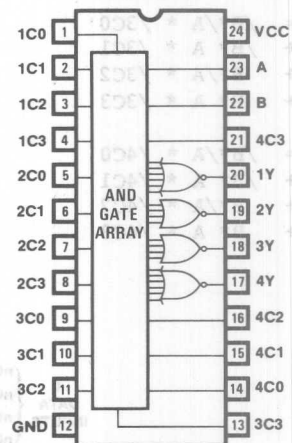 1C0 1 24 VCC
1C1 2 23 A
1C2 3 22 B
1C3 4 21 4C3
2C0 5 20 1Y
AND
2C1 6 19 2Y
GATE
ARRAY
2C2 7 18 3Y
2C3 8 17 4Y
3C0 9 16 4C2
3C1 10 15 4C1
3C2 11 14 4C0
GND 12 13 3C3